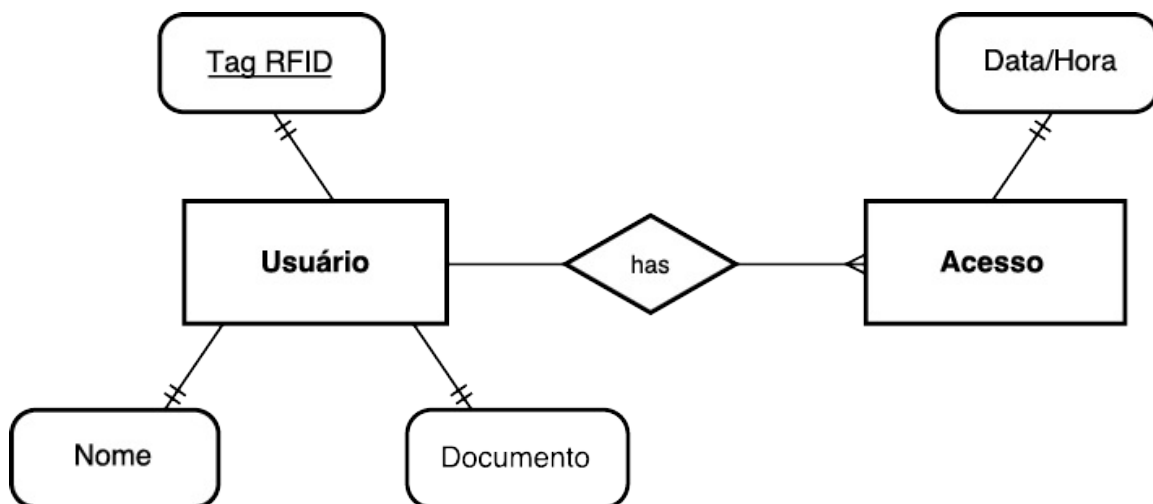 Tag RFID
Data/Hora
Usuário
has
Acesso
Nome
Documento